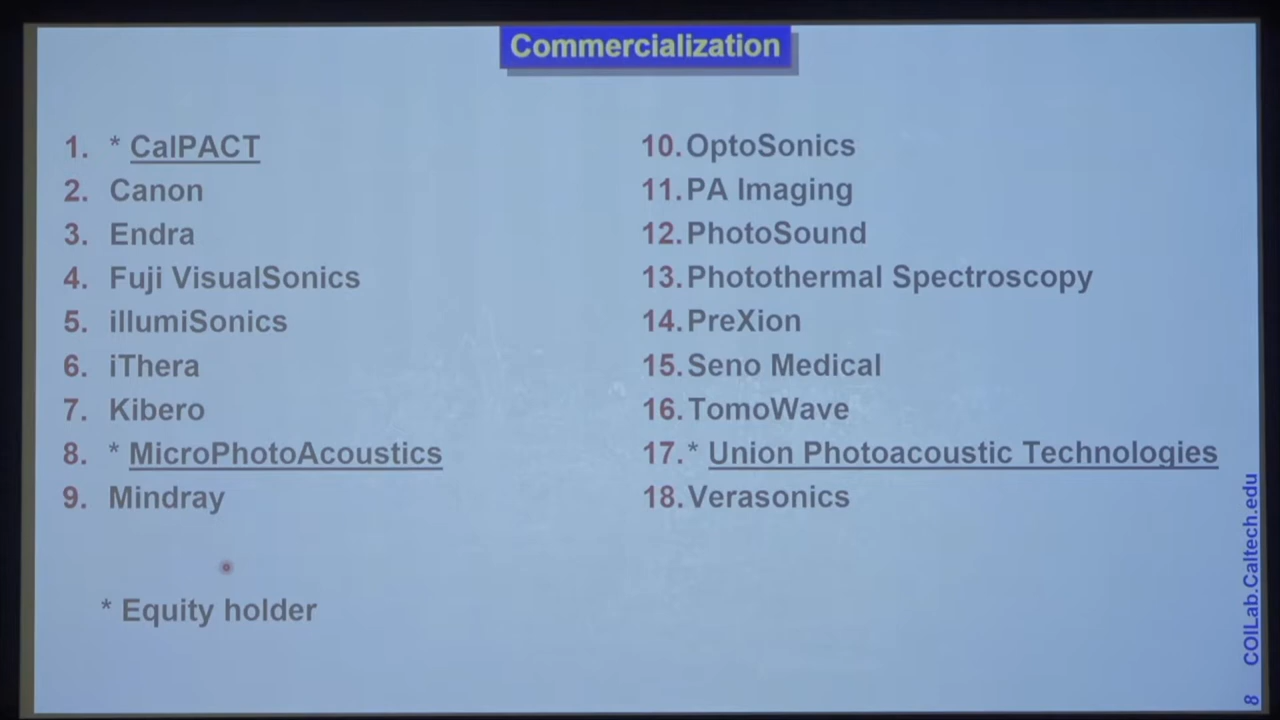 Commercialization
1. * CalPACT
2. Canon
3. Endra
4. Fuji VisualSonics
5. illumiSonics
6. iThera
7. Kibero
8. * MicroPhotoAcoustics
9. Mindray
10. OptoSonics
11. PA Imaging
12. PhotoSound
13. Photothermal Spectroscopy
14. PreXion
15. Seno Medical
16. TomoWave
17. * Union Photoacoustic Technologies
18. Verasonics
* Equity holder
8 COILab.Caltech.edu